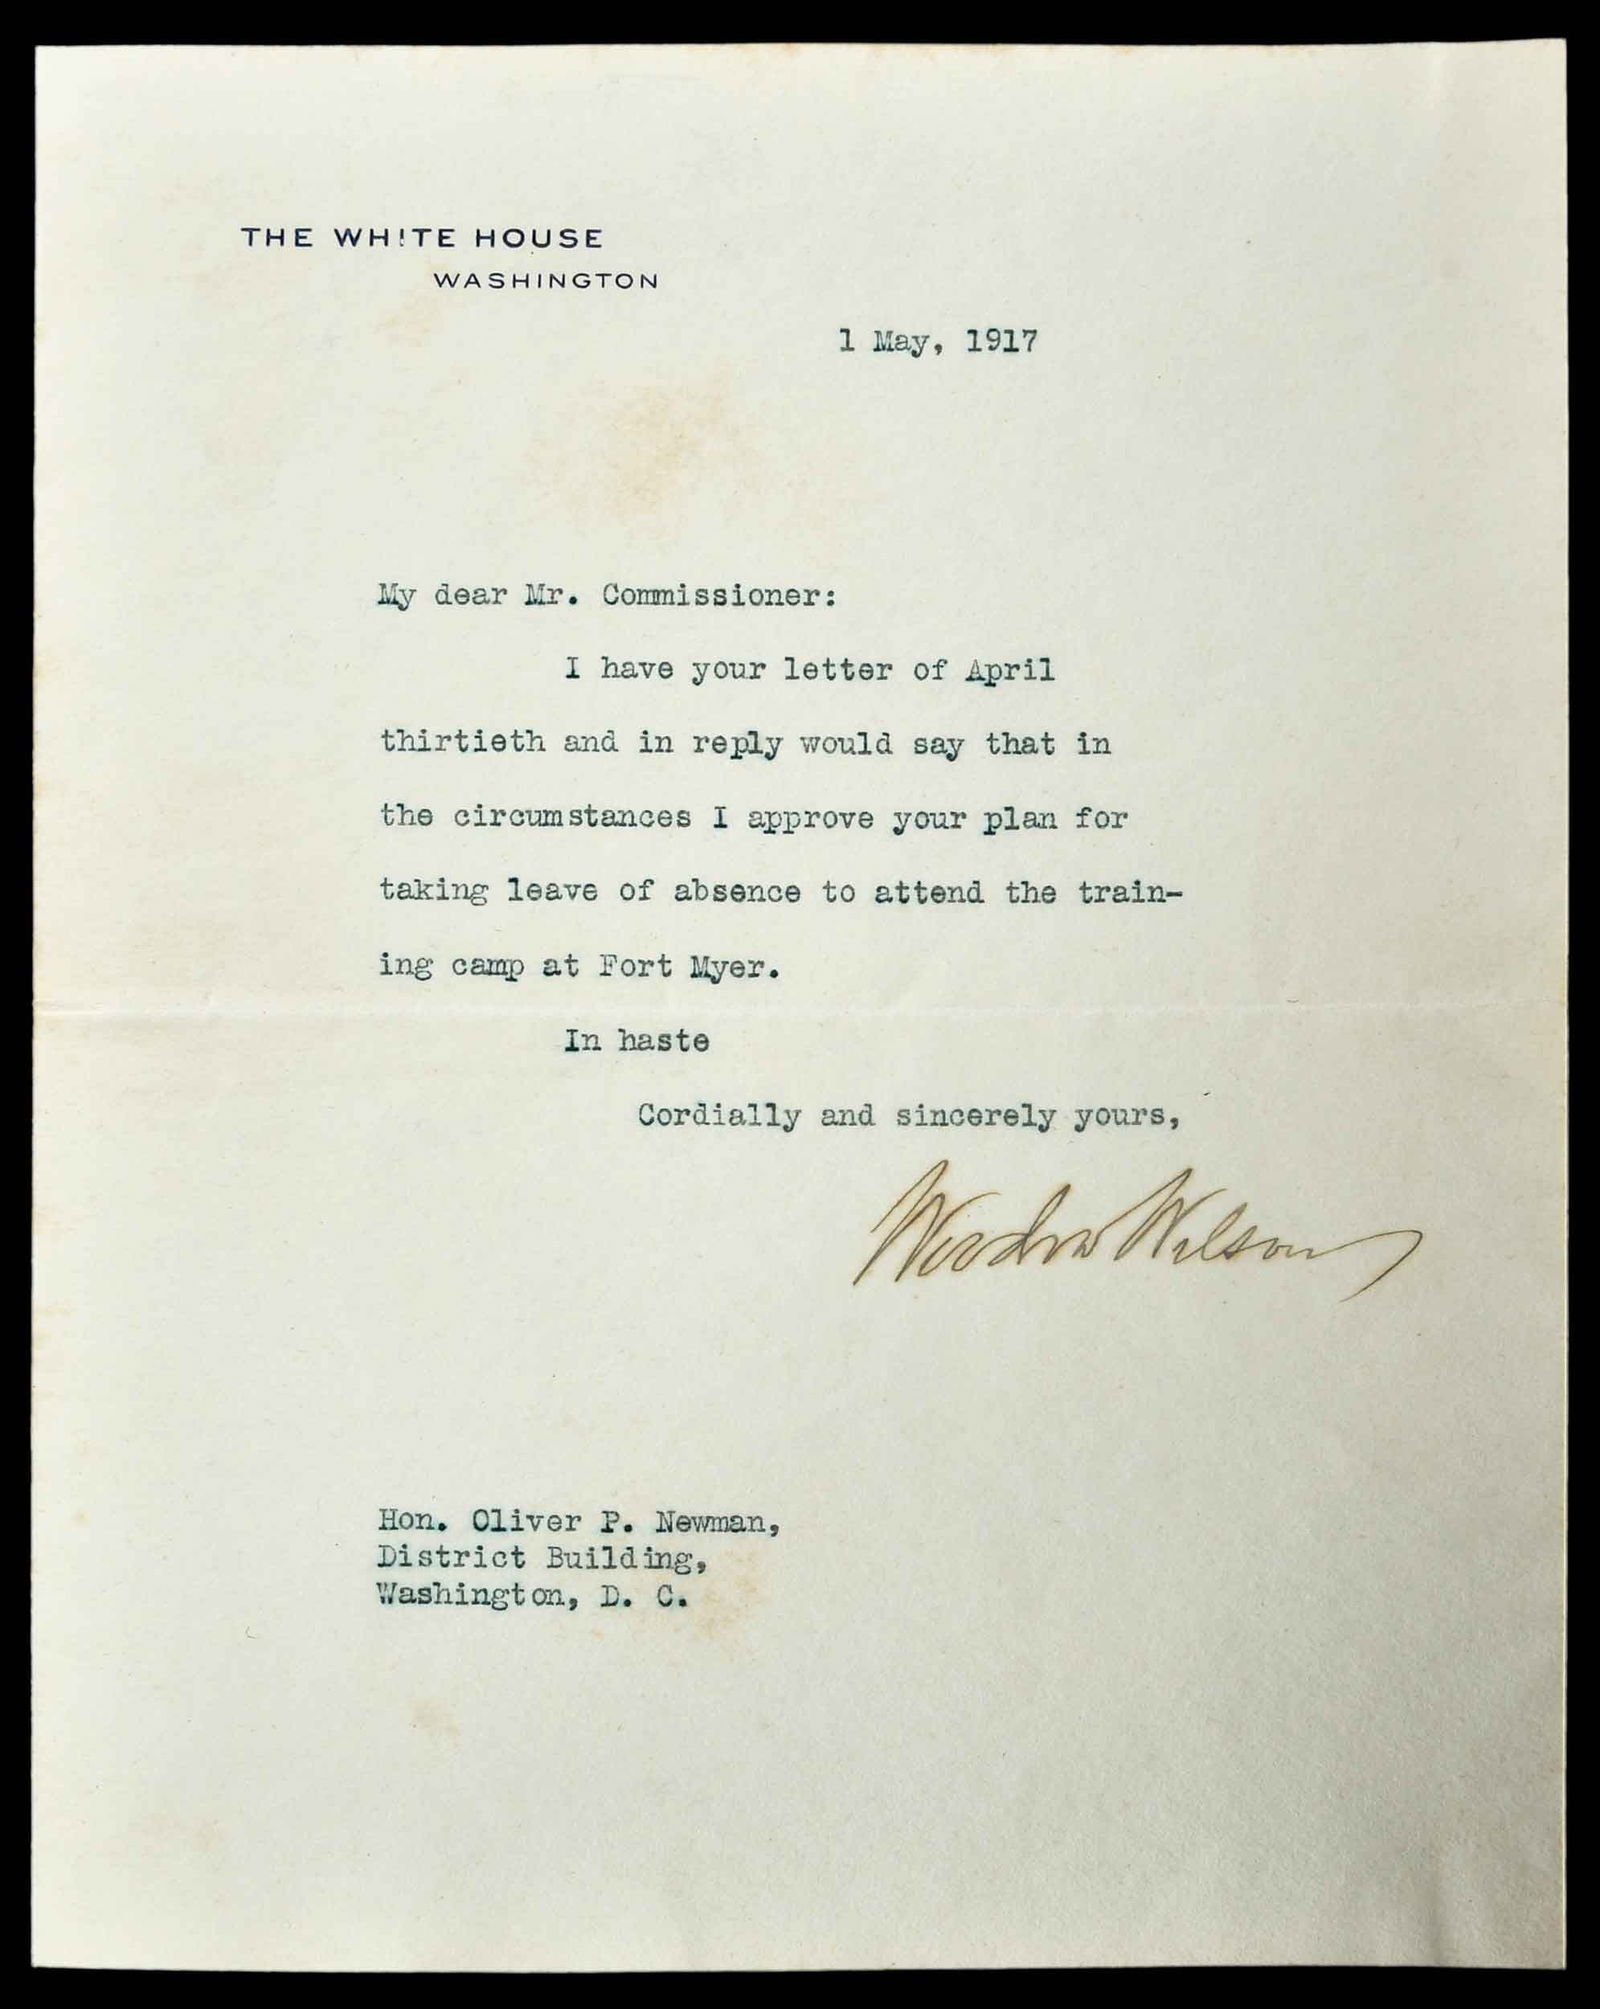 THE WHITE HOUSE
WASHINGTON
1 May, 1917
My dear Mr. Commissioner:
I have your letter of April
thirtieth and in reply would say that in
the circumstances I approve your plan for
taking leave of absence to attend the train-
ing camp at Fort Myer.
In haste
Cordially and sincerely yours,
Woodrow Wilson
Hon. Oliver P. Newman,
District Building,
Washington, D. C.